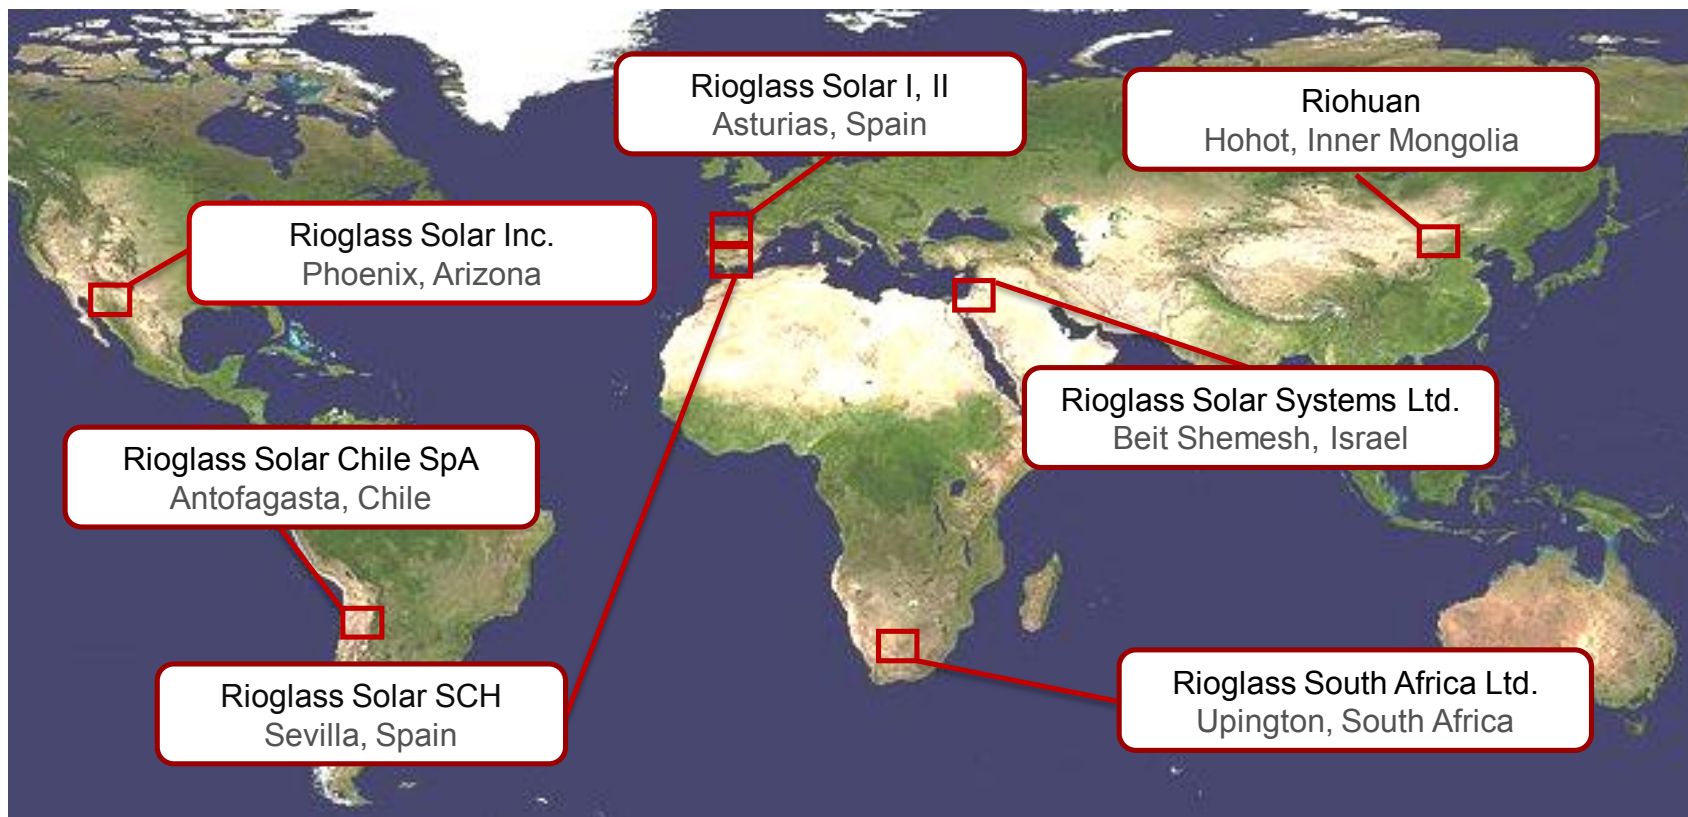 Rioglass Solar I, II
Asturias, Spain
Riohuan
Hohot, Inner Mongolia
Rioglass Solar Inc.
Phoenix, Arizona
Rioglass Solar Systems Ltd.
Beit Shemesh, Israel
Rioglass Solar Chile SpA
Antofagasta, Chile
Rioglass Solar SCH
Sevilla, Spain
Rioglass South Africa Ltd.
Upington, South Africa